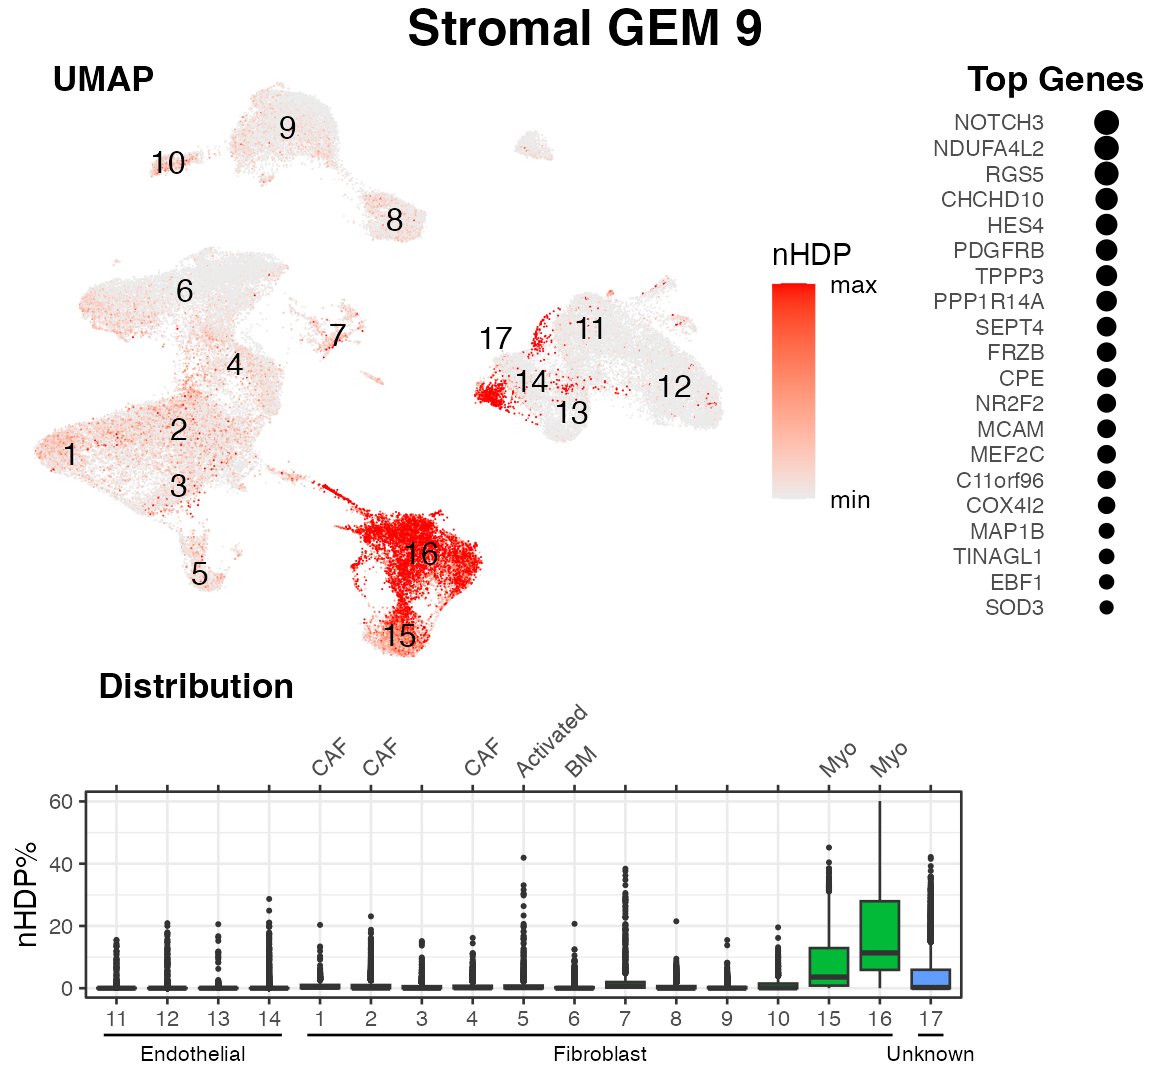 Stromal GEM 9
UMAP
Top Genes
9
10
8
6
7
4
2
1
3
5
17
11
14
13
12
16
15
nHDP
max
min
NOTCH3
NDUFA4L2
RGS5
CHCHD10
HES4
PDGFRB
TPPP3
PPP1R14A
SEPT4
FRZB
CPE
NR2F2
MCAM
MEF2C
C11orf96
COX4I2
MAP1B
TINAGL1
EBF1
SOD3
Distribution
CAF CAF CAF Activated BM Myo Myo
nHDP%
60
40
20
0
11 12 13 14 1 2 3 4 5 6 7 8 9 10 15 16 17
Endothelial Fibroblast Unknown